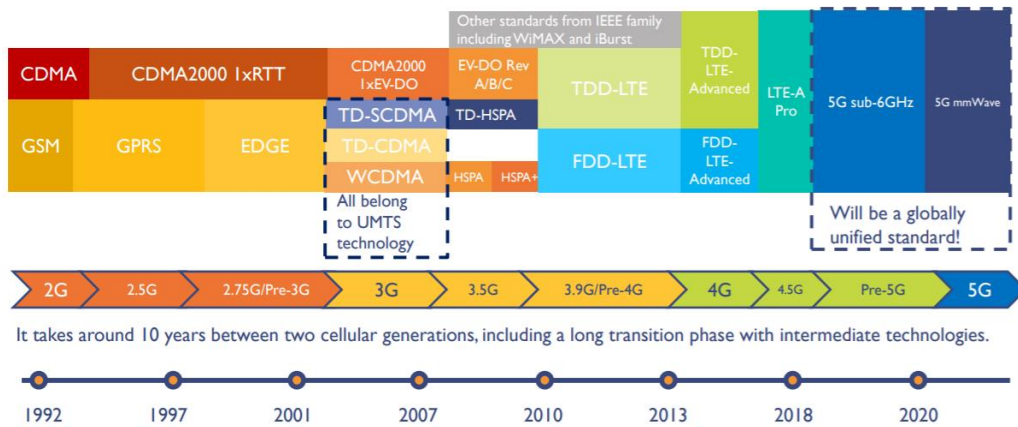 Other standards from IEEE family
including WiMAX and iBurst
CDMA
CDMA2000 1xRTT
CDMA2000
1xEV-DO
EV-DO Rev
A/B/C
TDD-LTE
TDD-
LTE-
Advanced
LTE-A
Pro
5G sub-6GHz
5G mmWave
GSM
GPRS
EDGE
TD-SCDMA
TD-HSPA
TD-CDMA
FDD-LTE
FDD-
LTE-
Advanced
WCDMA
HSPA
HSPA+
All belong
to UMTS
technology
Will be a globally
unified standard!
2G
2.5G
2.75G/Pre-3G
3G
3.5G
3.9G/Pre-4G
4G
4.5G
Pre-5G
5G
It takes around 10 years between two cellular generations, including a long transition phase with intermediate technologies.
1992
1997
2001
2007
2010
2013
2018
2020